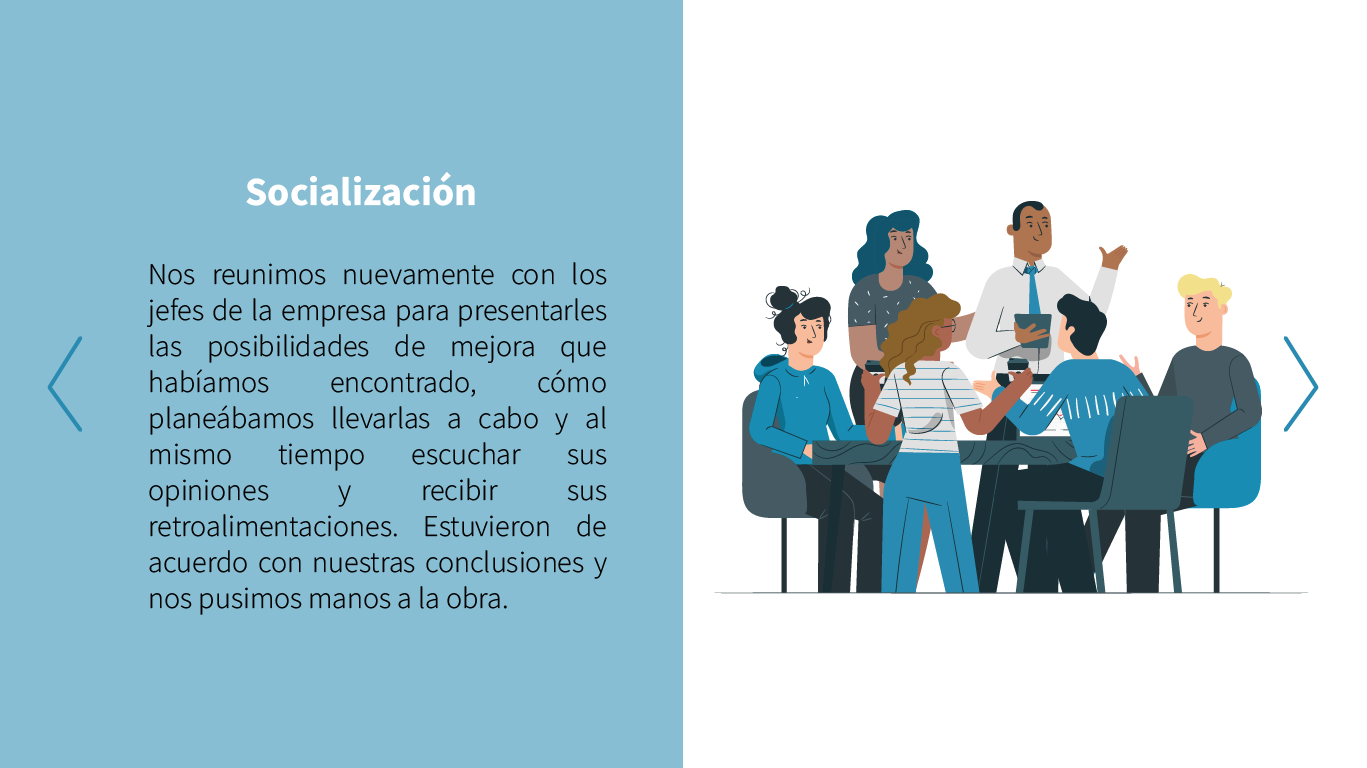 Socialización
Nos reunimos nuevamente con los
jefes de la empresa para presentarles
las posibilidades de mejora que
habíamos encontrado, cómo
planeábamos llevarlas a cabo y al
mismo tiempo escuchar sus
opiniones y recibir sus
retroalimentaciones. Estuvieron de
acuerdo con nuestras conclusiones y
nos pusimos manos a la obra.